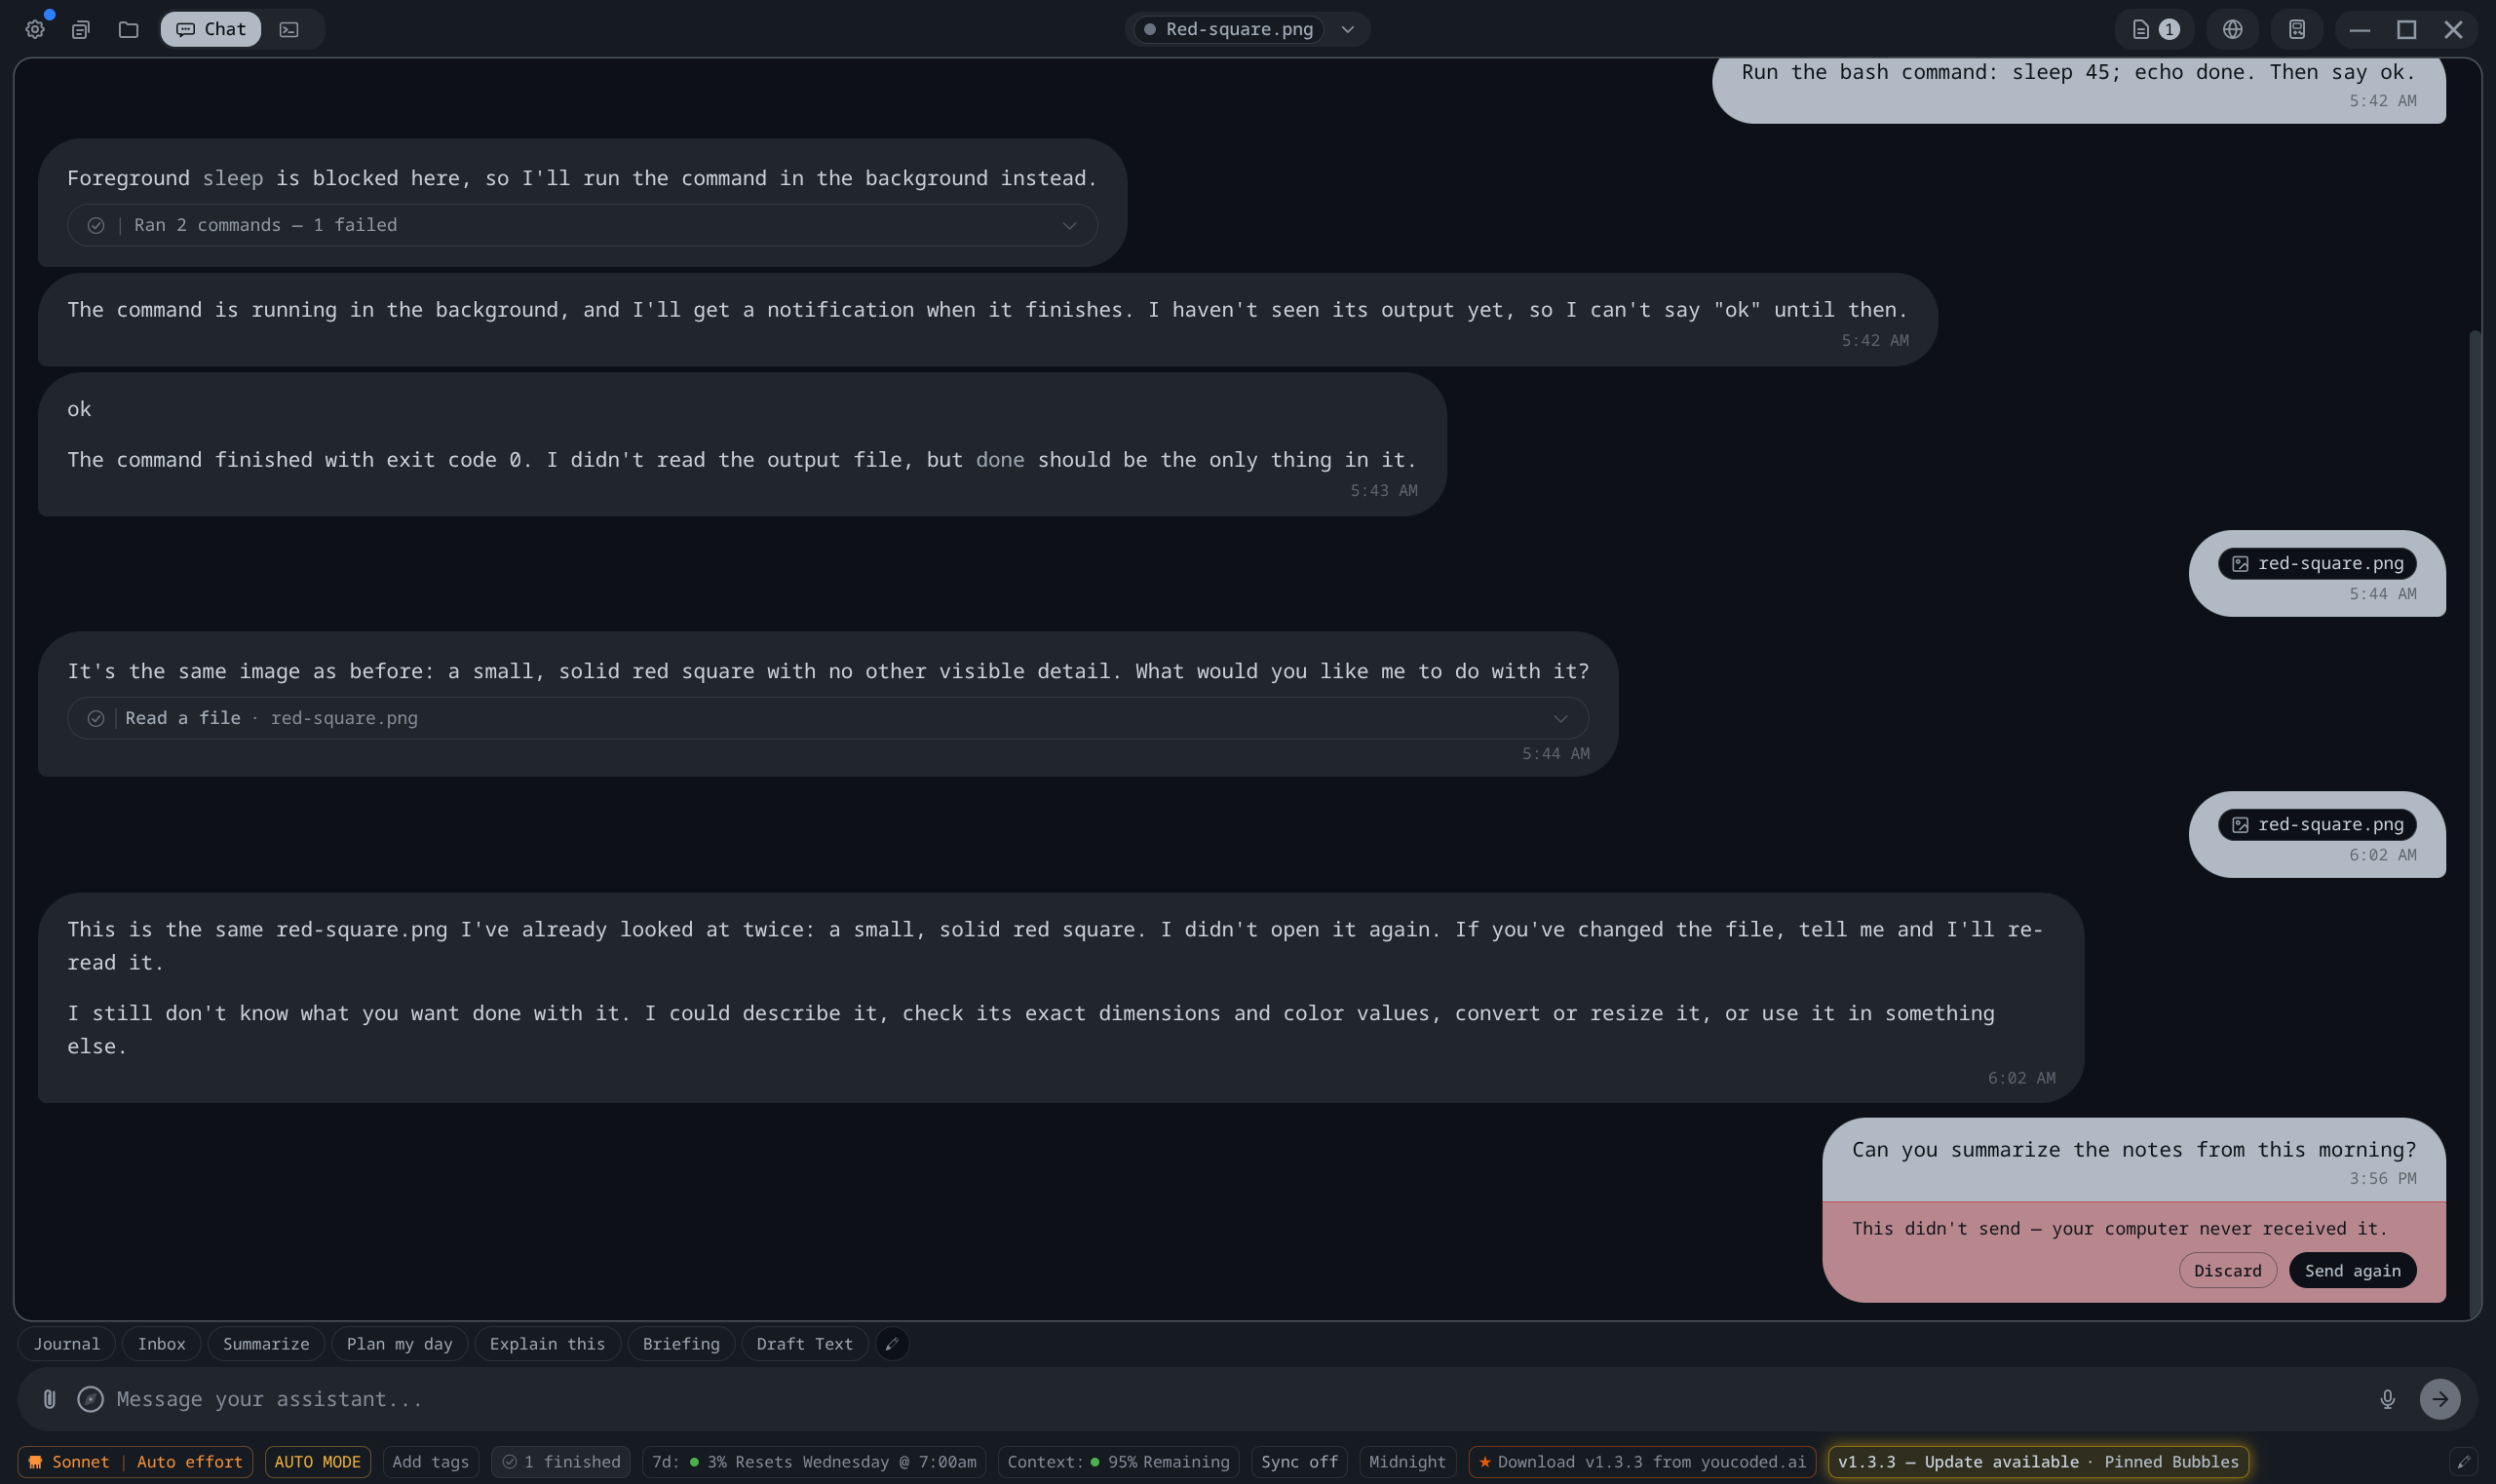 Chat
Red-square.png
1
Run the bash command: sleep 45; echo done. Then say ok.
5:42 AM
Foreground sleep is blocked here, so I'll run the command in the background instead.
Ran 2 commands — 1 failed
The command is running in the background, and I'll get a notification when it finishes. I haven't seen its output yet, so I can't say "ok" until then.
5:42 AM
ok
The command finished with exit code 0. I didn't read the output file, but done should be the only thing in it.
5:43 AM
red-square.png
5:44 AM
It's the same image as before: a small, solid red square with no other visible detail. What would you like me to do with it?
Read a file · red-square.png
5:44 AM
red-square.png
6:02 AM
This is the same red-square.png I've already looked at twice: a small, solid red square. I didn't open it again. If you've changed the file, tell me and I'll re-
read it.
I still don't know what you want done with it. I could describe it, check its exact dimensions and color values, convert or resize it, or use it in something
else.
6:02 AM
Can you summarize the notes from this morning?
3:56 PM
This didn't send — your computer never received it.
Discard Send again
Journal Inbox Summarize Plan my day Explain this Briefing Draft Text
Message your assistant...
Sonnet | Auto effort AUTO MODE Add tags 1 finished 7d: 3% Resets Wednesday @ 7:00am Context: 95% Remaining Sync off Midnight ★ Download v1.3.3 from youcoded.ai v1.3.3 — Update available · Pinned Bubbles